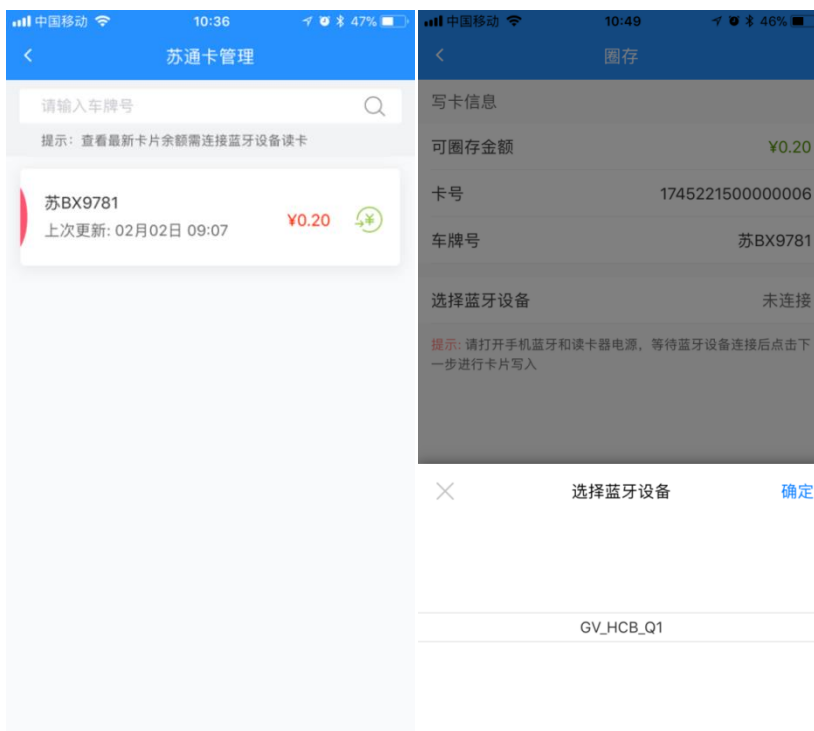 中国移动 10:36 47%
苏通卡管理
请输入车牌号
提示：查看最新卡片余额需连接蓝牙设备读卡
苏BX9781
上次更新: 02月02日 09:07
¥0.20
中国移动 10:49 46%
圈存
写卡信息
可圈存金额 ¥0.20
卡号 1745221500000006
车牌号 苏BX9781
选择蓝牙设备 未连接
提示: 请打开手机蓝牙和读卡器电源，等待蓝牙设备连接后点击下
一步进行卡片写入
选择蓝牙设备 确定
GV_HCB_Q1